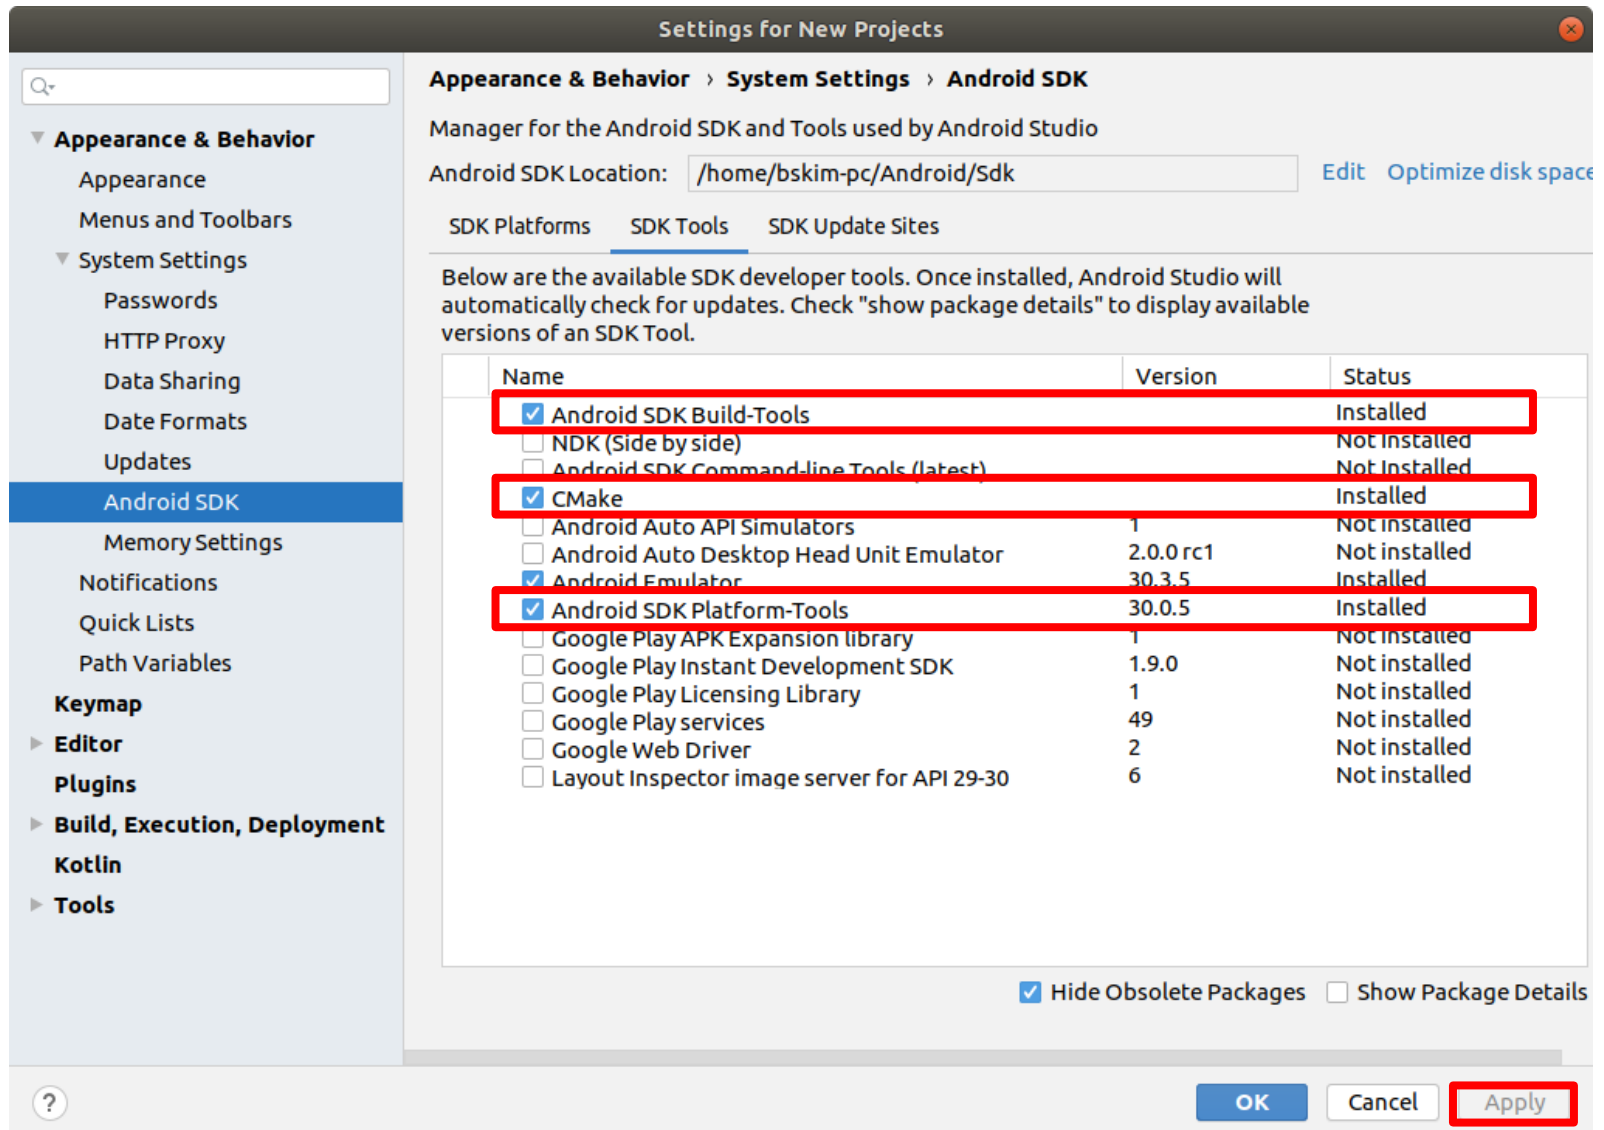 Settings for New Projects
Appearance & Behavior
Appearance
Menus and Toolbars
System Settings
Passwords
HTTP Proxy
Data Sharing
Date Formats
Updates
Android SDK
Memory Settings
Notifications
Quick Lists
Path Variables
Keymap
Editor
Plugins
Build, Execution, Deployment
Kotlin
Tools
Appearance & Behavior › System Settings › Android SDK
Manager for the Android SDK and Tools used by Android Studio
Android SDK Location: /home/bskim-pc/Android/Sdk Edit Optimize disk space
SDK Platforms SDK Tools SDK Update Sites
Below are the available SDK developer tools. Once installed, Android Studio will
automatically check for updates. Check "show package details" to display available
versions of an SDK Tool.
Name Version Status
Android SDK Build-Tools Installed
NDK (Side by side) Not installed
Android SDK Command-line Tools (latest) Not installed
CMake Installed
Android Auto API Simulators 1 Not installed
Android Auto Desktop Head Unit Emulator 2.0.0 rc1 Not installed
Android Emulator 30.3.5 Installed
Android SDK Platform-Tools 30.0.5 Installed
Google Play APK Expansion library 1 Not installed
Google Play Instant Development SDK 1.9.0 Not installed
Google Play Licensing Library 1 Not installed
Google Play services 49 Not installed
Google Web Driver 2 Not installed
Layout Inspector image server for API 29-30 6 Not installed
Hide Obsolete Packages Show Package Details
? OK Cancel Apply